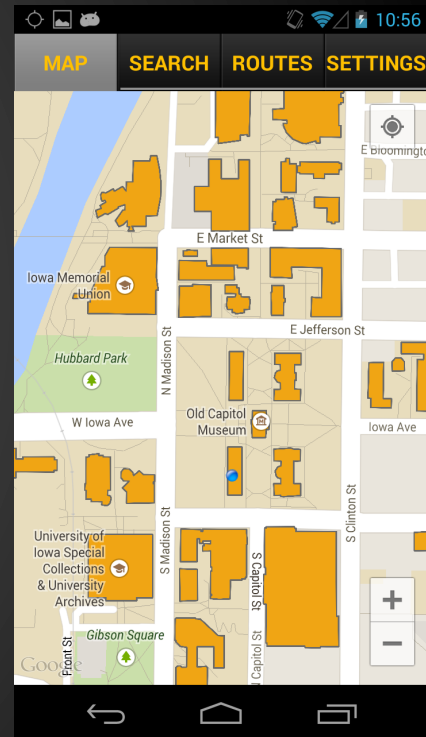 10:56
MAP SEARCH ROUTES SETTINGS
E Bloomingto
E Market St
Iowa Memorial
Union
E Jefferson St
N Madison St
Hubbard Park
Old Capitol
Museum
W Iowa Ave
Iowa Ave
S Madison St
S Clinton St
University of
Iowa Special
Collections
& University
Archives
S Capitol St
Front St
Gibson Square
N Capitol St
Google